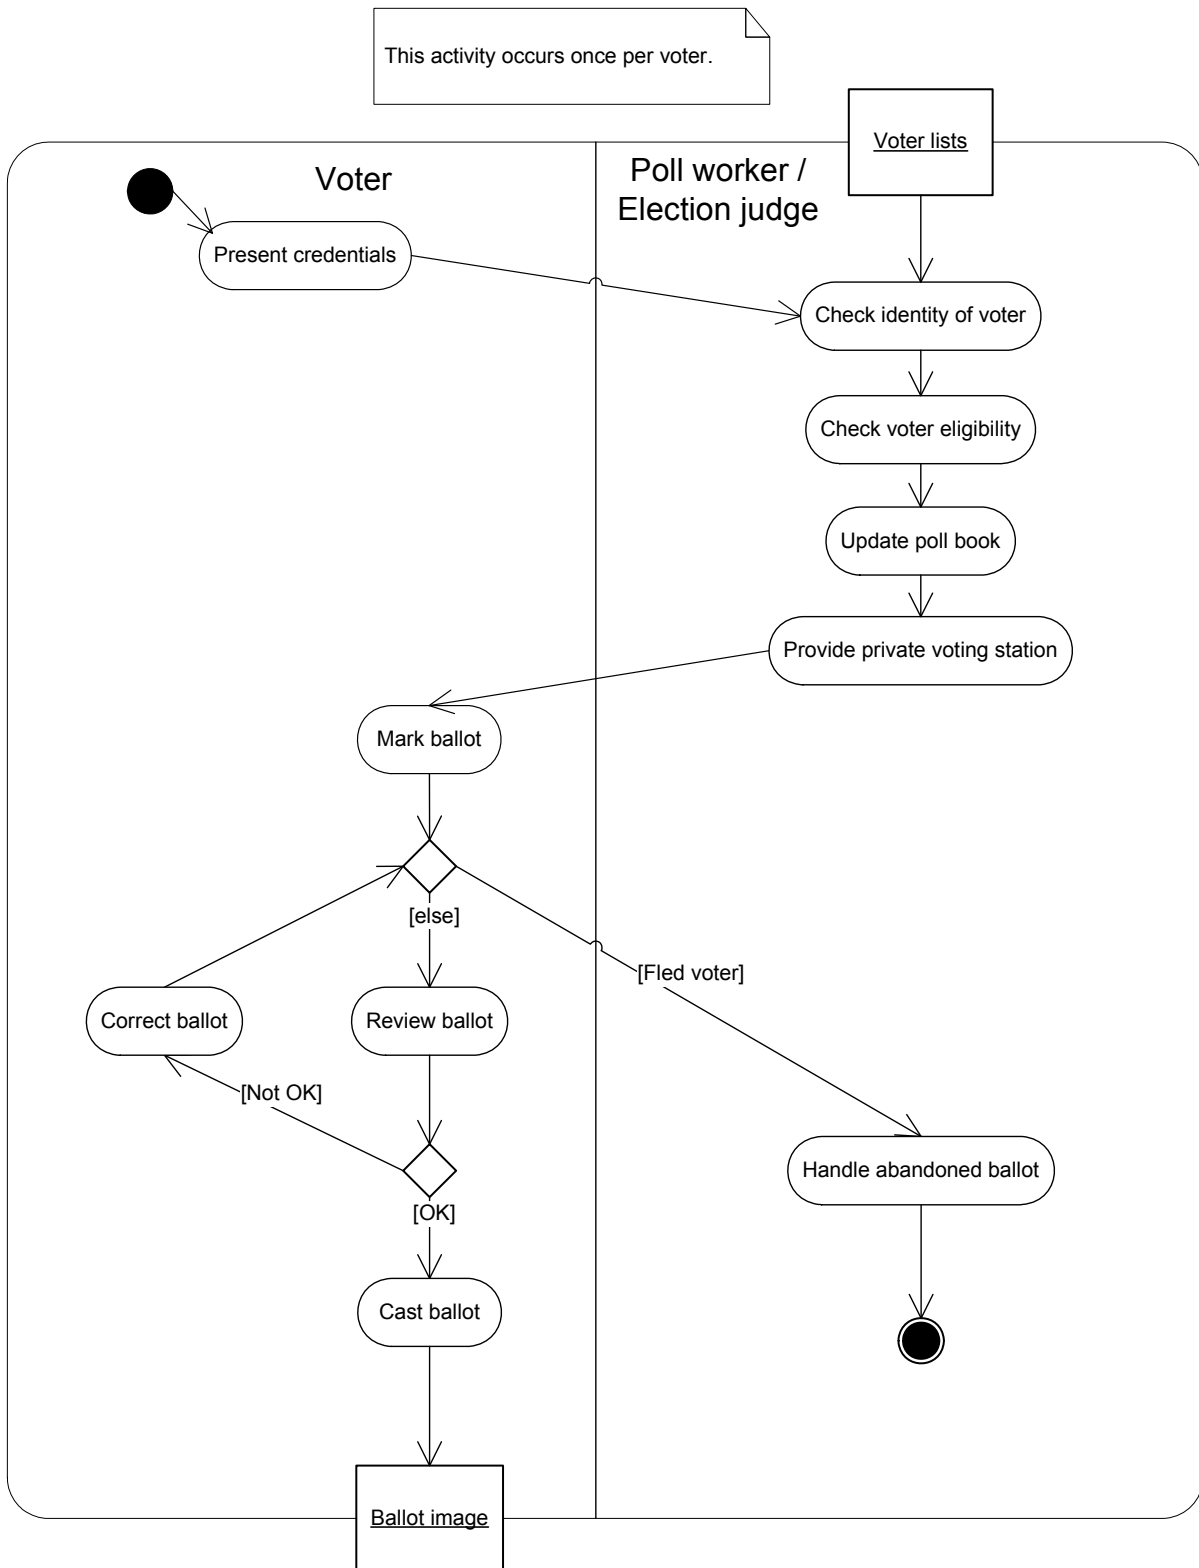 This activity occurs once per voter.
Voter lists
Voter
Poll worker /
Election judge
Present credentials
Check identity of voter
Check voter eligibility
Update poll book
Provide private voting station
Mark ballot
[else]
[Fled voter]
Correct ballot
Review ballot
[Not OK]
Handle abandoned ballot
[OK]
Cast ballot
Ballot image